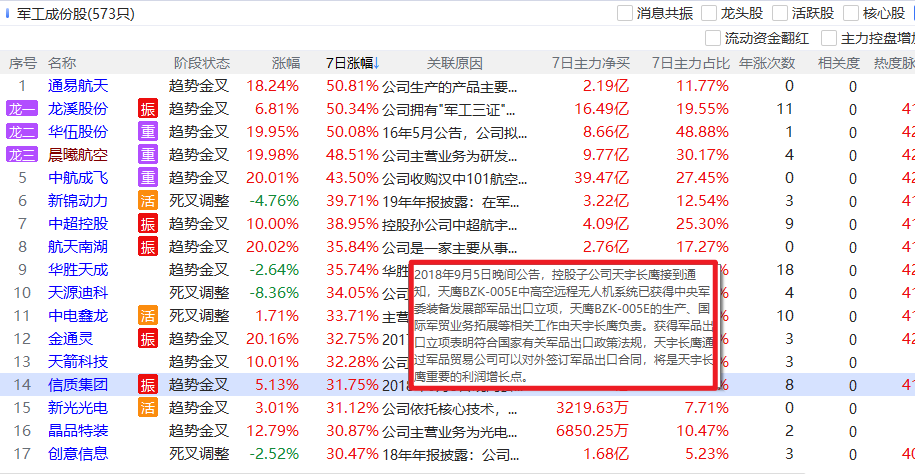 军工成份股(573只)
消息共振 龙头股 活跃股 核心股
流动资金翻红 主力控盘增加
序号 名称 阶段状态 涨幅 7日涨幅↓ 关联原因 7日主力净买 7日主力占比 年涨次数 相关度 热度脉
1 通易航天 趋势金叉 18.24% 50.81% 公司生产的产品主要... 2.19亿 11.77% 2 0
龙一 龙溪股份 振 趋势金叉 6.81% 50.34% 公司拥有"军工三证"... 16.49亿 19.55% 11 0 41
龙二 华伍股份 重 趋势金叉 19.95% 50.08% 16年5月公告，公司拟... 8.66亿 48.88% 1 0 42
龙三 晨曦航空 重 趋势金叉 19.98% 48.51% 公司主营业务为研发... 9.77亿 30.17% 4 0 42
5 中航成飞 重 趋势金叉 20.01% 43.50% 公司收购汉中101航空... 39.47亿 27.45% 0 0
6 新锦动力 活 死叉调整 -4.76% 39.71% 19年年报披露：在军... 3.22亿 12.54% 3 0 42
7 中超控股 振 趋势金叉 10.00% 38.95% 控股孙公司中超航宇... 4.09亿 25.30% 9 0 41
8 航天南湖 振 趋势金叉 20.02% 35.84% 公司是一家主要从事... 2.76亿 17.27% 0 0 41
9 华胜天成 死叉调整 -2.64% 35.74% 华胜 % 18 0 42
10 天源迪科 死叉调整 -8.36% 34.05% 公司 % 4 0 41
11 中电鑫龙 活 死叉调整 1.71% 33.71% 主营 % 10 0 41
12 金通灵 振 趋势金叉 20.16% 32.75% 201 % 3 0 41
13 天箭科技 死叉调整 10.01% 32.28% 公司 % 3 0
14 信质集团 振 趋势金叉 5.13% 31.75% 2018 % 8 0 41
15 新光光电 活 趋势金叉 3.01% 31.12% 公司依托核心技术，... 3219.63万 7.71% 0 0
16 晶品特装 趋势金叉 12.79% 30.87% 公司主营业务为光电... 6850.25万 10.47% 2 0
17 创意信息 死叉调整 -2.52% 30.47% 18年年报披露：公司... 1.68亿 5.23% 3 0 40
2018年9月5日晚间公告，控股子公司天宇长鹰接到通
知，天鹰BZK-005E中高空远程无人机系统已获得中央军
委装备发展部军品出口立项，天鹰BZK-005E的生产、国
际军贸业务拓展等相关工作由天宇长鹰负责。获得军品出
口立项表明符合国家有关军品出口政策法规，天宇长鹰通
过军品贸易公司可以对外签订军品出口合同，将是天宇长
鹰重要的利润增长点。